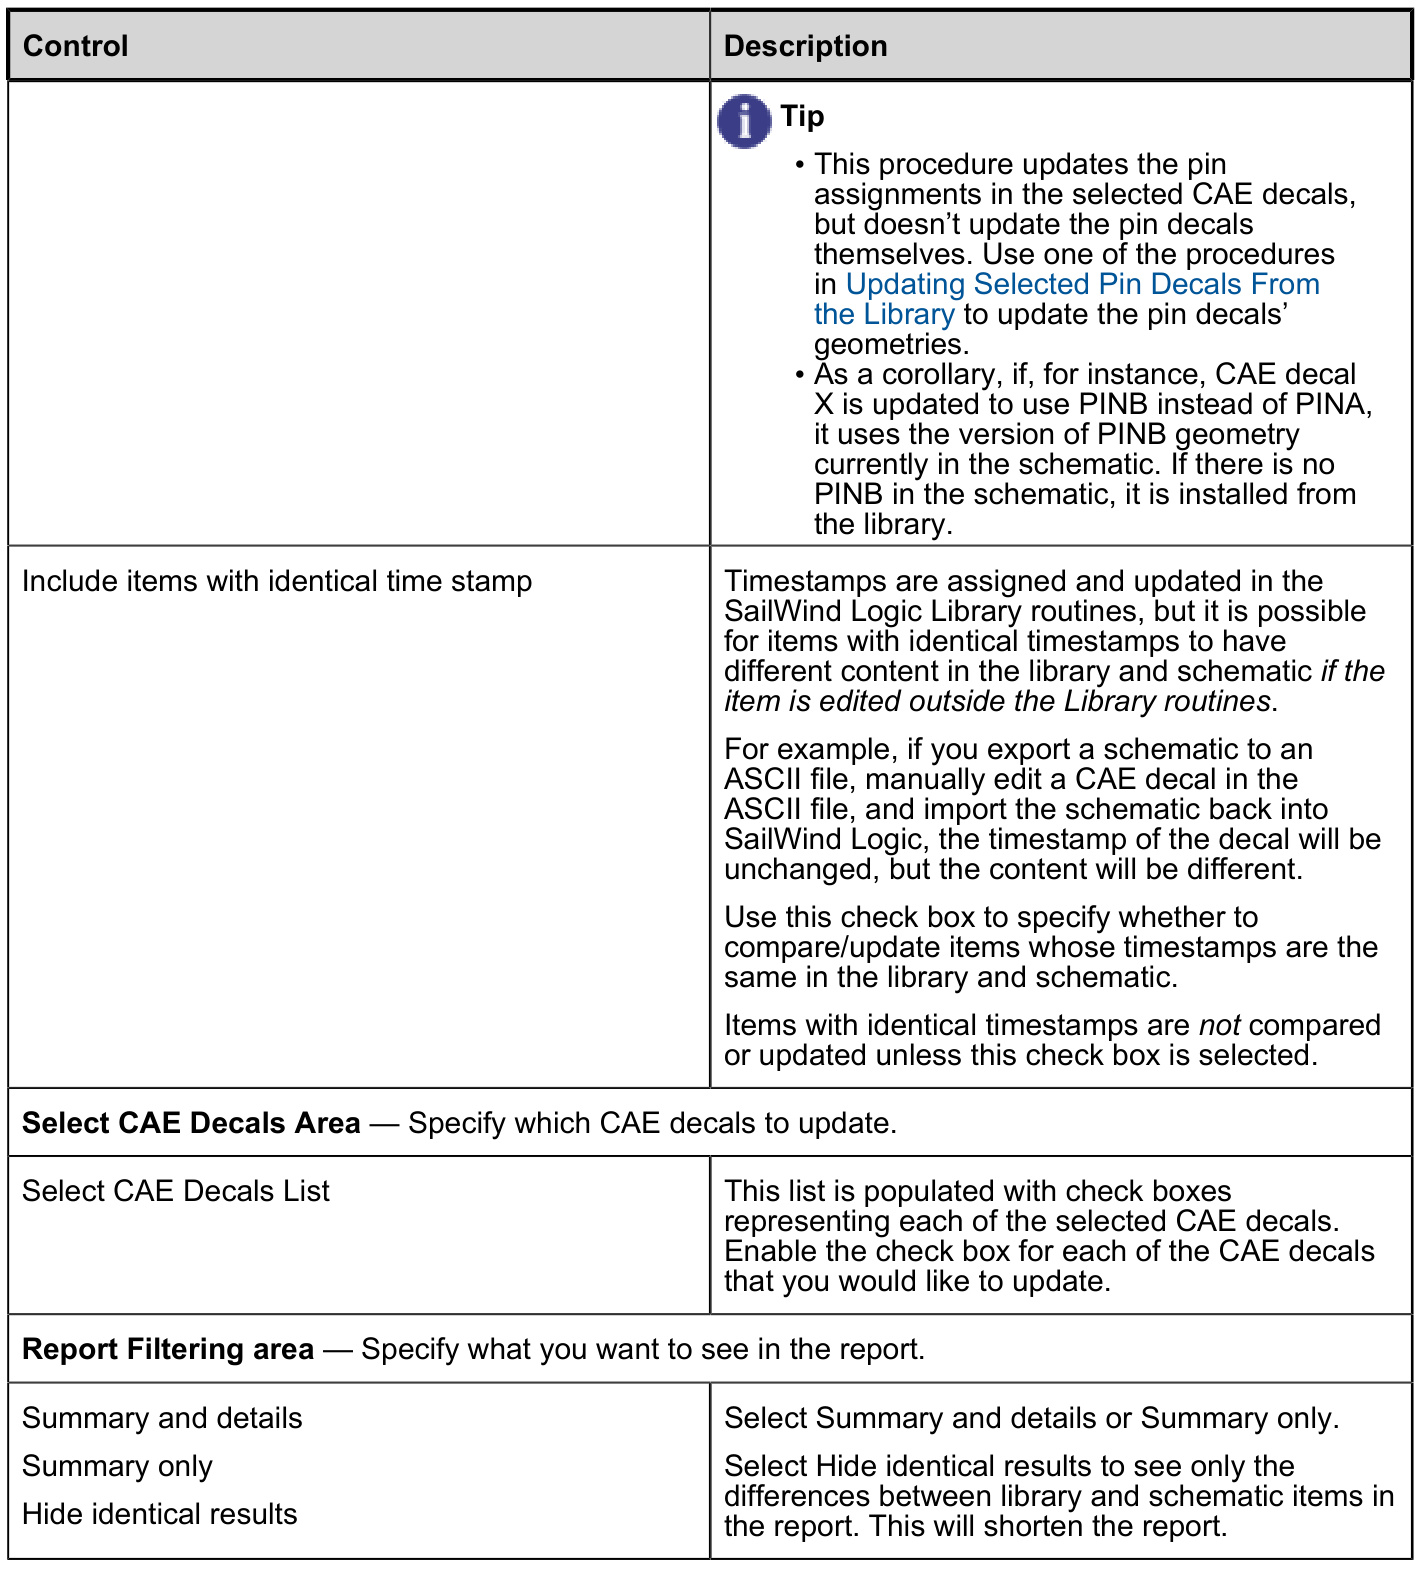 Control
Description
Tip
• This procedure updates the pin
assignments in the selected CAE decals,
but doesn’t update the pin decals
themselves. Use one of the procedures
in Updating Selected Pin Decals From
the Library to update the pin decals’
geometries.
• As a corollary, if, for instance, CAE decal
X is updated to use PINB instead of PINA,
it uses the version of PINB geometry
currently in the schematic. If there is no
PINB in the schematic, it is installed from
the library.
Include items with identical time stamp
Timestamps are assigned and updated in the
SailWind Logic Library routines, but it is possible
for items with identical timestamps to have
different content in the library and schematic if the
item is edited outside the Library routines.
For example, if you export a schematic to an
ASCII file, manually edit a CAE decal in the
ASCII file, and import the schematic back into
SailWind Logic, the timestamp of the decal will be
unchanged, but the content will be different.
Use this check box to specify whether to
compare/update items whose timestamps are the
same in the library and schematic.
Items with identical timestamps are not compared
or updated unless this check box is selected.
Select CAE Decals Area — Specify which CAE decals to update.
Select CAE Decals List
This list is populated with check boxes
representing each of the selected CAE decals.
Enable the check box for each of the CAE decals
that you would like to update.
Report Filtering area — Specify what you want to see in the report.
Summary and details
Summary only
Hide identical results
Select Summary and details or Summary only.
Select Hide identical results to see only the
differences between library and schematic items in
the report. This will shorten the report.